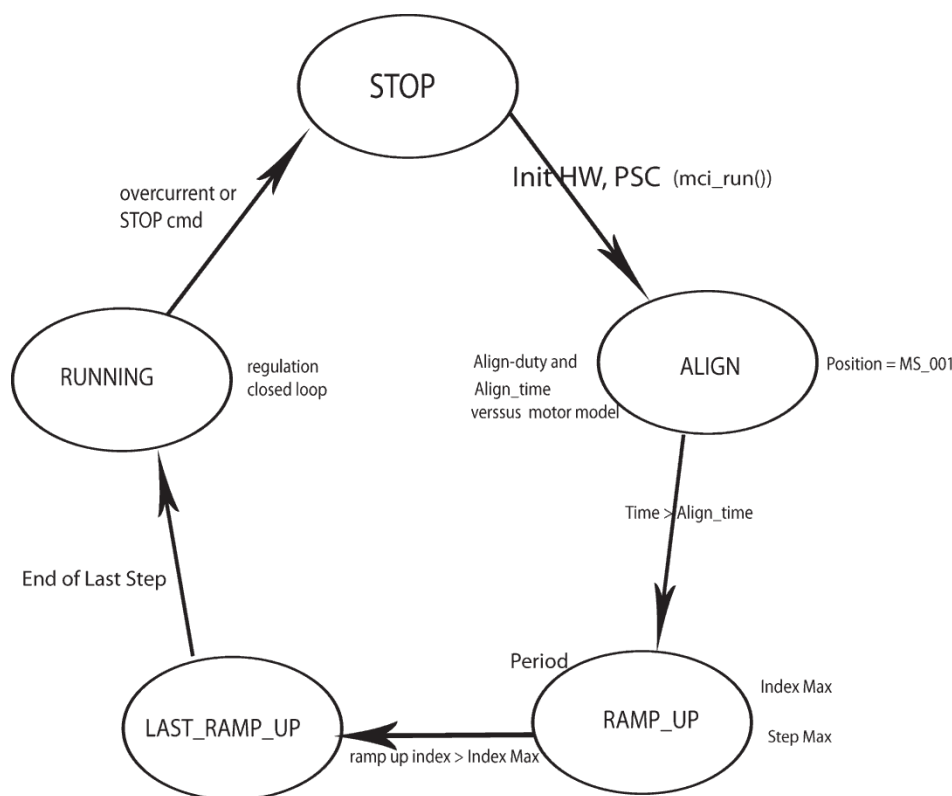 STOP
Init HW, PSC (mci_run())
overcurrent or
STOP cmd
RUNNING
regulation
closed loop
Align-duty and
Align_time
verssus motor model
ALIGN
Position = MS_001
Time > Align_time
End of Last Step
Period
LAST_RAMP_UP
ramp up index > Index Max
RAMP_UP
Index Max
Step Max